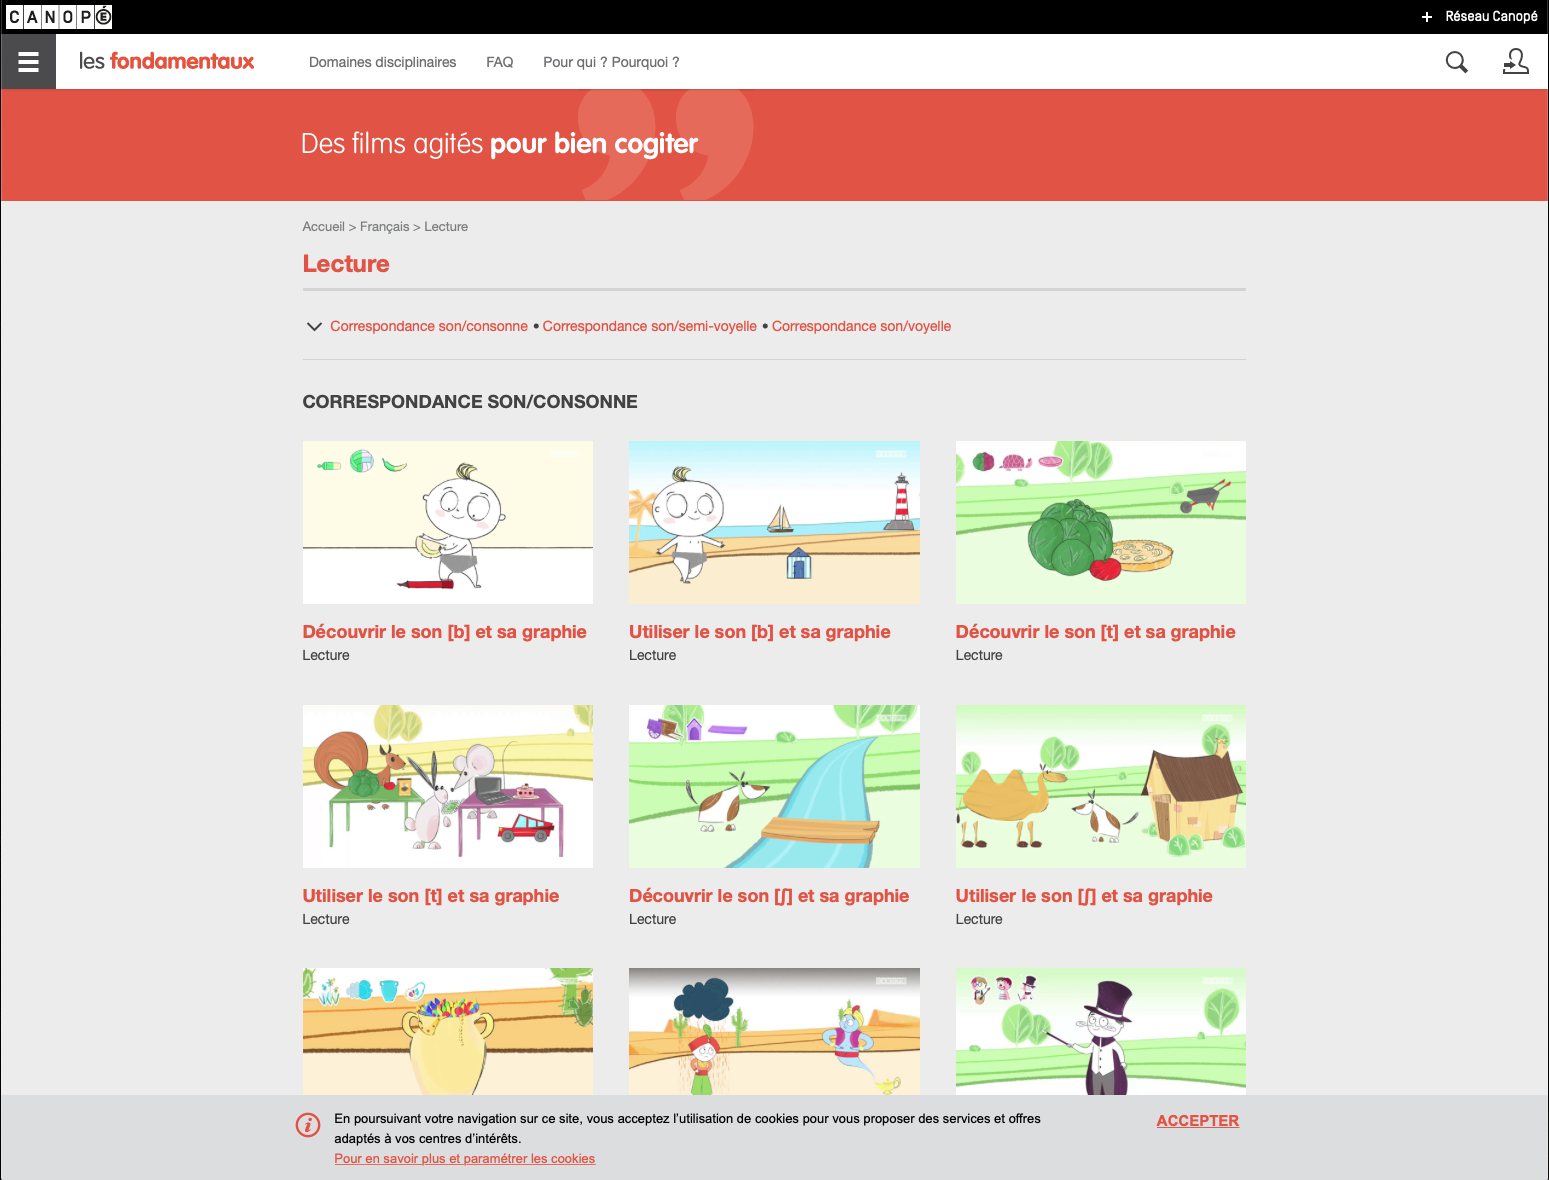 CANOPÉ
+ Réseau Canopé
les fondamentaux
Domaines disciplinaires FAQ Pour qui ? Pourquoi ?
Des films agités pour bien cogiter
Accueil > Français > Lecture
Lecture
Correspondance son/consonne • Correspondance son/semi-voyelle • Correspondance son/voyelle
CORRESPONDANCE SON/CONSONNE
Découvrir le son [b] et sa graphie
Lecture
Utiliser le son [b] et sa graphie
Lecture
Découvrir le son [t] et sa graphie
Lecture
Utiliser le son [t] et sa graphie
Lecture
Découvrir le son [ʃ] et sa graphie
Lecture
Utiliser le son [ʃ] et sa graphie
Lecture
En poursuivant votre navigation sur ce site, vous acceptez l'utilisation de cookies pour vous proposer des services et offres
adaptés à vos centres d'intérêts.
Pour en savoir plus et paramétrer les cookies
ACCEPTER